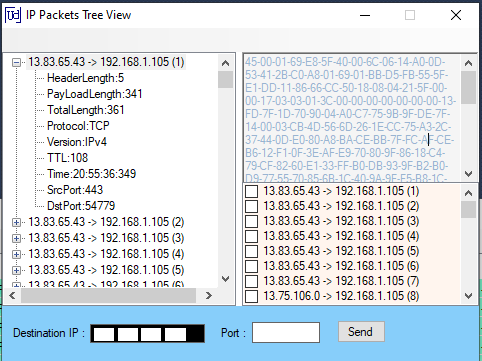 IP Packets Tree View
13.83.65.43 -> 192.168.1.105 (1)
HeaderLength:5
PayLoadLength:341
TotalLength:361
Protocol:TCP
Version:IPv4
TTL:108
Time:20:55:36:349
SrcPort:443
DstPort:54779
13.83.65.43 -> 192.168.1.105 (2)
13.83.65.43 -> 192.168.1.105 (3)
13.83.65.43 -> 192.168.1.105 (4)
13.83.65.43 -> 192.168.1.105 (5)
13.83.65.43 -> 192.168.1.105 (6)
45-00-01-69-E8-5F-40-00-6C-06-14-A0-0D-
53-41-2B-C0-A8-01-69-01-BB-D5-FB-55-5F-
E1-DD-11-86-66-CC-50-18-08-04-21-5F-00-
00-17-03-03-01-3C-00-00-00-00-00-00-00-13-
FD-7F-1D-70-90-04-A0-C7-75-9B-9F-DE-7F-
14-00-03-CB-4D-56-6D-26-1E-CC-75-A3-2C-
37-44-0D-E0-80-A8-BA-CE-BB-7F-FC-AF-CE-
B6-12-F1-0F-3E-AF-E9-70-80-9F-86-18-C4-
79-CF-82-60-E1-33-FF-B0-DB-93-9F-B2-B0-
D9-77-55-70-85-6B-1C-40-9A-9F-F5-B8-1C-
13.83.65.43 -> 192.168.1.105 (1)
13.83.65.43 -> 192.168.1.105 (2)
13.83.65.43 -> 192.168.1.105 (3)
13.83.65.43 -> 192.168.1.105 (4)
13.83.65.43 -> 192.168.1.105 (5)
13.83.65.43 -> 192.168.1.105 (6)
13.83.65.43 -> 192.168.1.105 (7)
13.75.106.0 -> 192.168.1.105 (8)
Destination IP :
Port :
Send